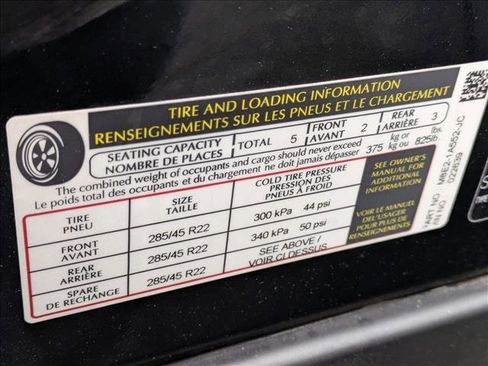 TIRE AND LOADING INFORMATION
RENSEIGNEMENTS SUR LES PNEUS ET LE CHARGEMENT
SEATING CAPACITY
NOMBRE DE PLACES
TOTAL 5
FRONT
AVANT 2
REAR
ARRIÈRE 3
The combined weight of occupants and cargo should never exceed
Le poids total des occupants et du chargement ne doit jamais dépasser
375 kg or
kg ou 825 lbs.
TIRE
PNEU
SIZE
TAILLE
COLD TIRE PRESSURE
PRESSION DES
PNEUS À FROID
FRONT
AVANT
285/45 R22
300 kPa 44 psi
REAR
ARRIÈRE
285/45 R22
340 kPa 50 psi
SPARE
DE RECHANGE
285/45 R22
SEE ABOVE /
VOIR CI DESSUS
SEE OWNER'S
MANUAL FOR
ADDITIONAL
INFORMATION
VOIR LE MANUEL
DE L'USAGER
POUR PLUS DE
RENSEIGNEMENTS
PART NO